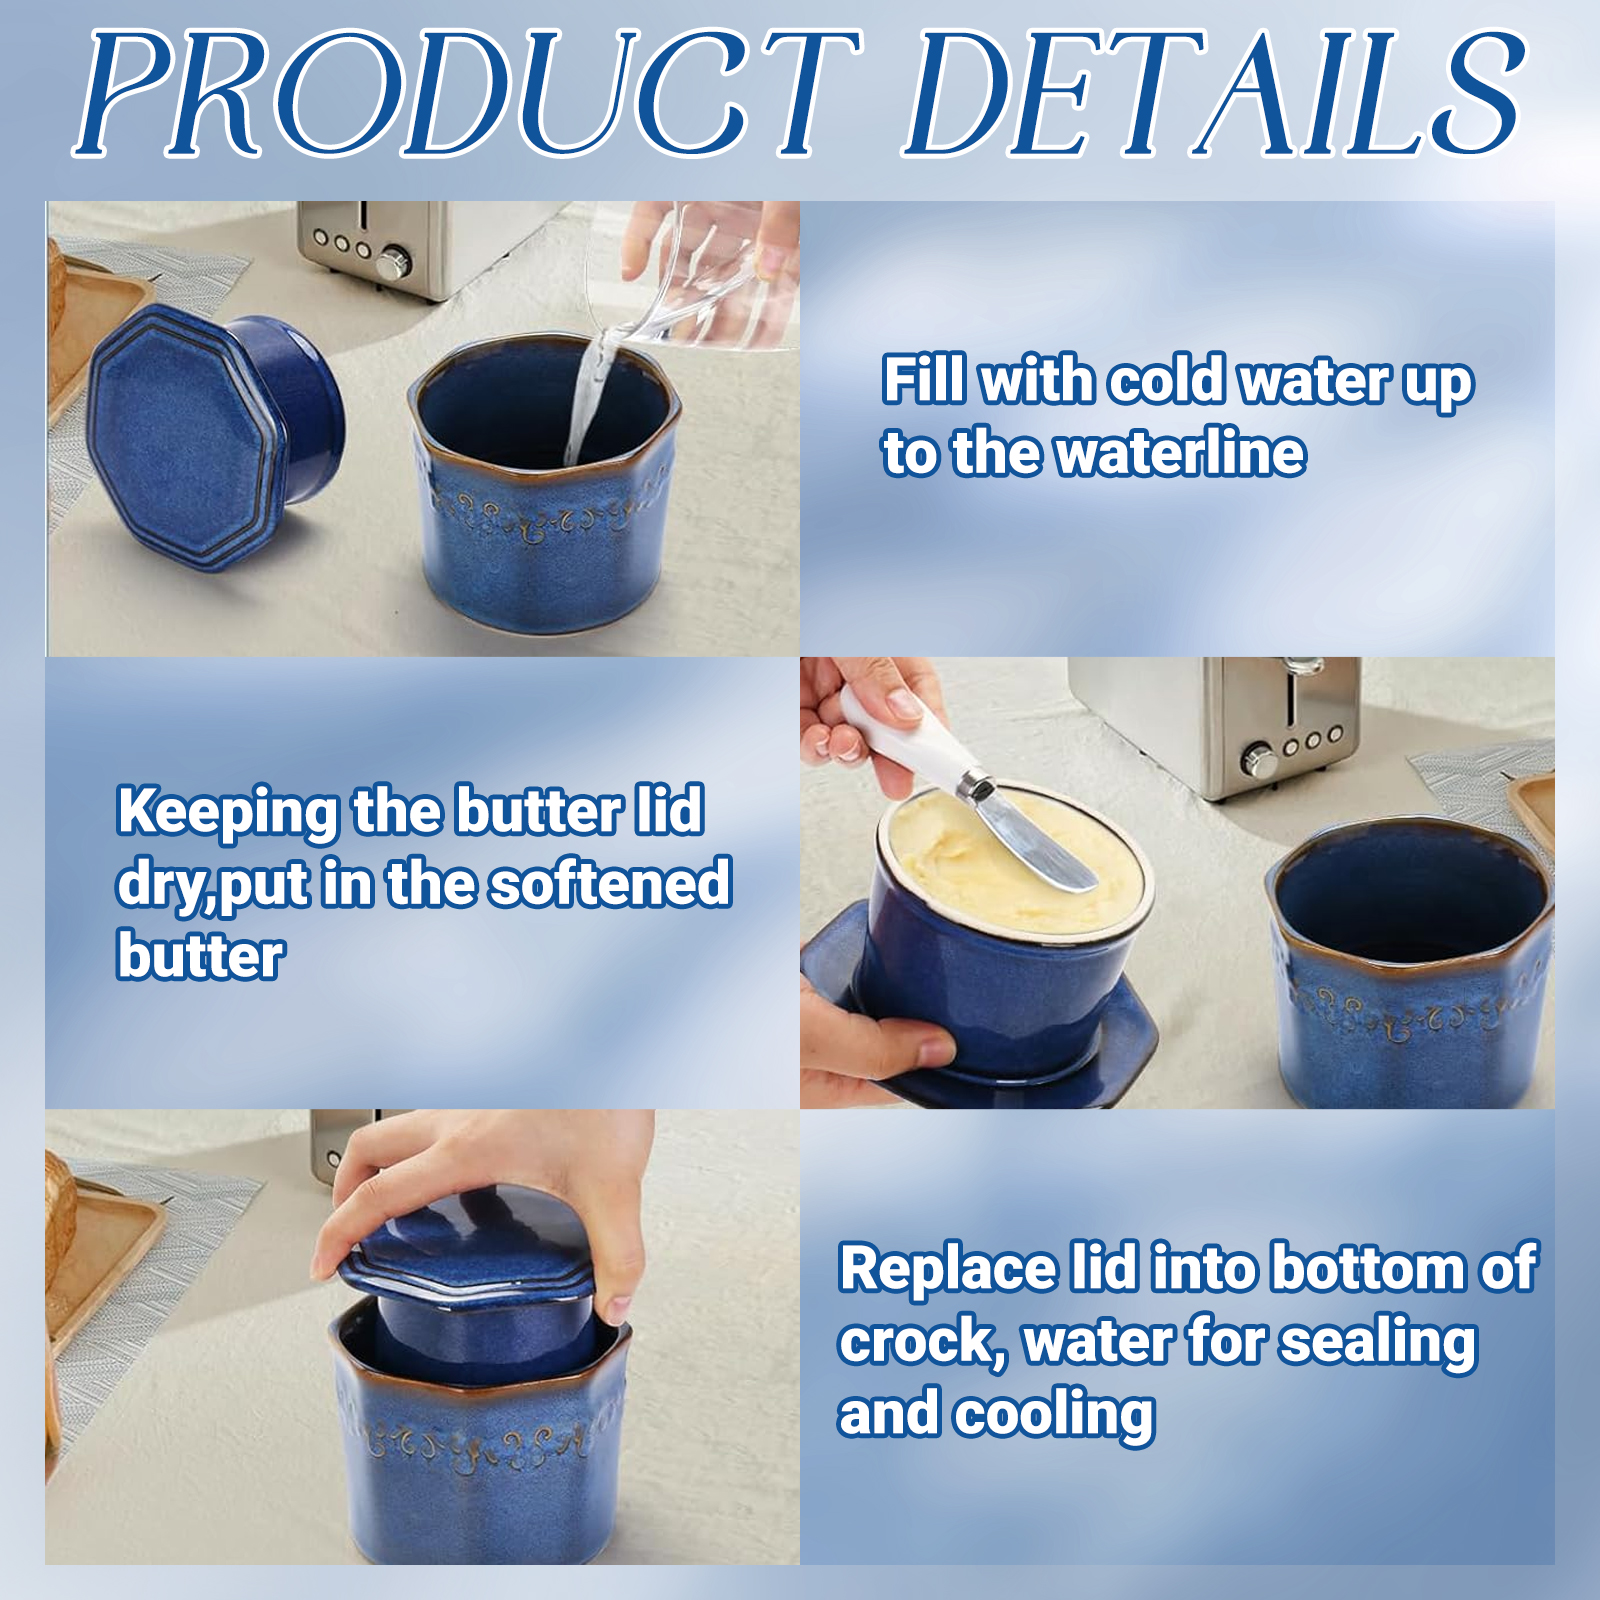 PRODUCT DETAILS
Fill with cold water up
to the waterline
Keeping the butter lid
dry,put in the softened
butter
Replace lid into bottom of
crock, water for sealing
and cooling